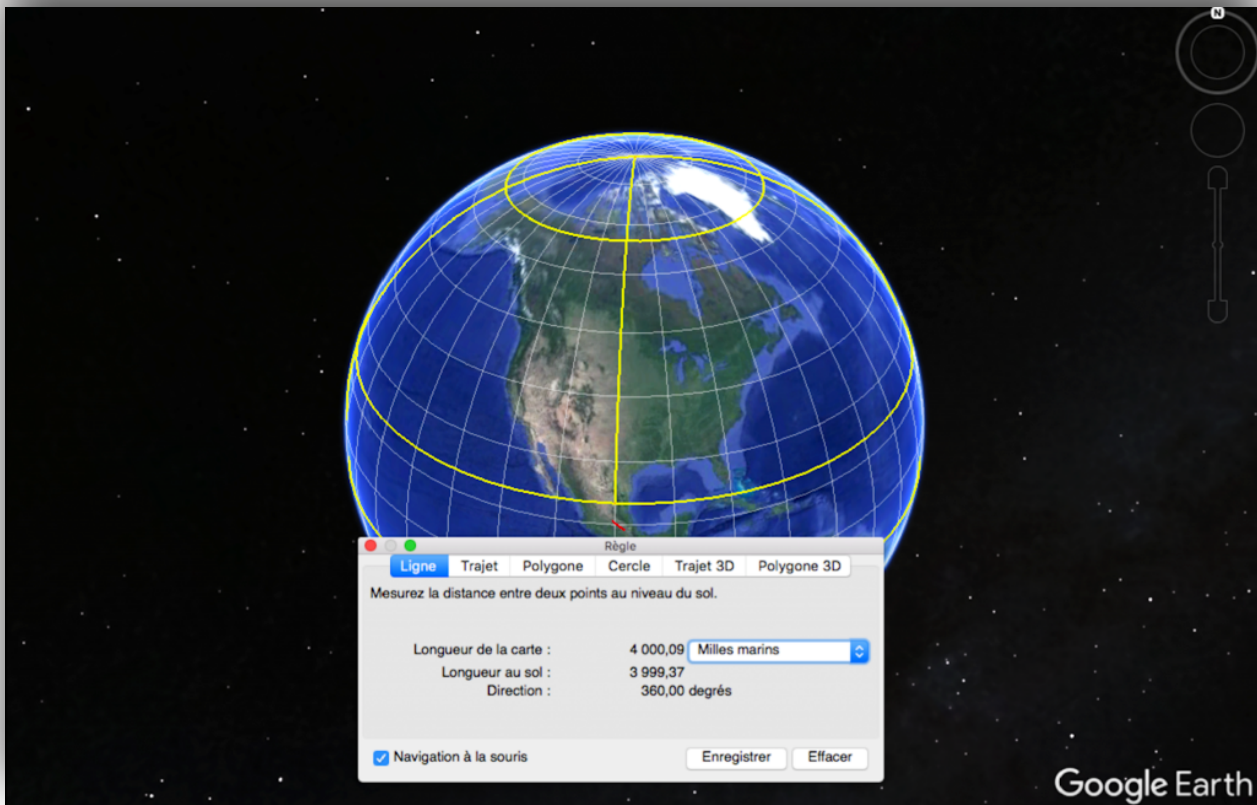 N
Règle
Ligne Trajet Polygone Cercle Trajet 3D Polygone 3D
Mesurez la distance entre deux points au niveau du sol.
Longueur de la carte : 4 000,09 Milles marins
Longueur au sol : 3 999,37
Direction : 360,00 degrés
Navigation à la souris Enregistrer Effacer
Google Earth